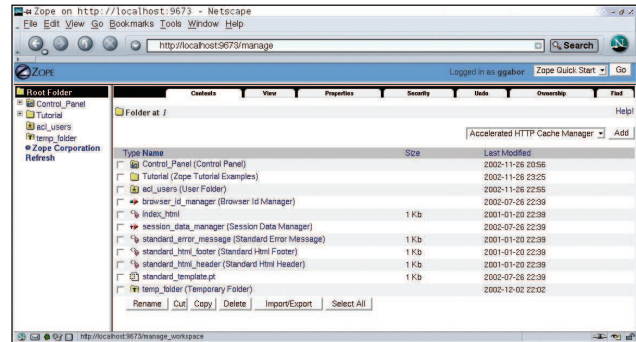 Zope on http://localhost:9673 - Netscape
File Edit View Go Bookmarks Tools Window Help
http://localhost:9673/manage Search N
ZOPE Logged in as ggabor Zope Quick Start Go
Root Folder
Control_Panel
Tutorial
acl_users
temp_folder
© Zope Corporation
Refresh
Contents View Properties Security Undo Ownership Find
Folder at / Help!
Accelerated HTTP Cache Manager Add
Type Name Size Last Modified
Control_Panel (Control Panel) 2002-11-26 20:56
Tutorial (Zope Tutorial Examples) 2002-11-26 23:25
acl_users (User Folder) 2002-11-26 22:55
browser_id_manager (Browser Id Manager) 2002-07-26 22:39
index_html 1 Kb 2001-01-20 22:39
session_data_manager (Session Data Manager) 2002-07-26 22:39
standard_error_message (Standard Error Message) 1 Kb 2001-01-20 22:39
standard_html_footer (Standard Html Footer) 1 Kb 2001-01-20 22:39
standard_html_header (Standard Html Header) 1 Kb 2001-01-20 22:39
standard_template.pt 1 Kb 2002-07-26 22:39
temp_folder (Temporary Folder) 2002-12-02 22:02
Rename Cut Copy Delete Import/Export Select All
http://localhost:9673/manage_workspace